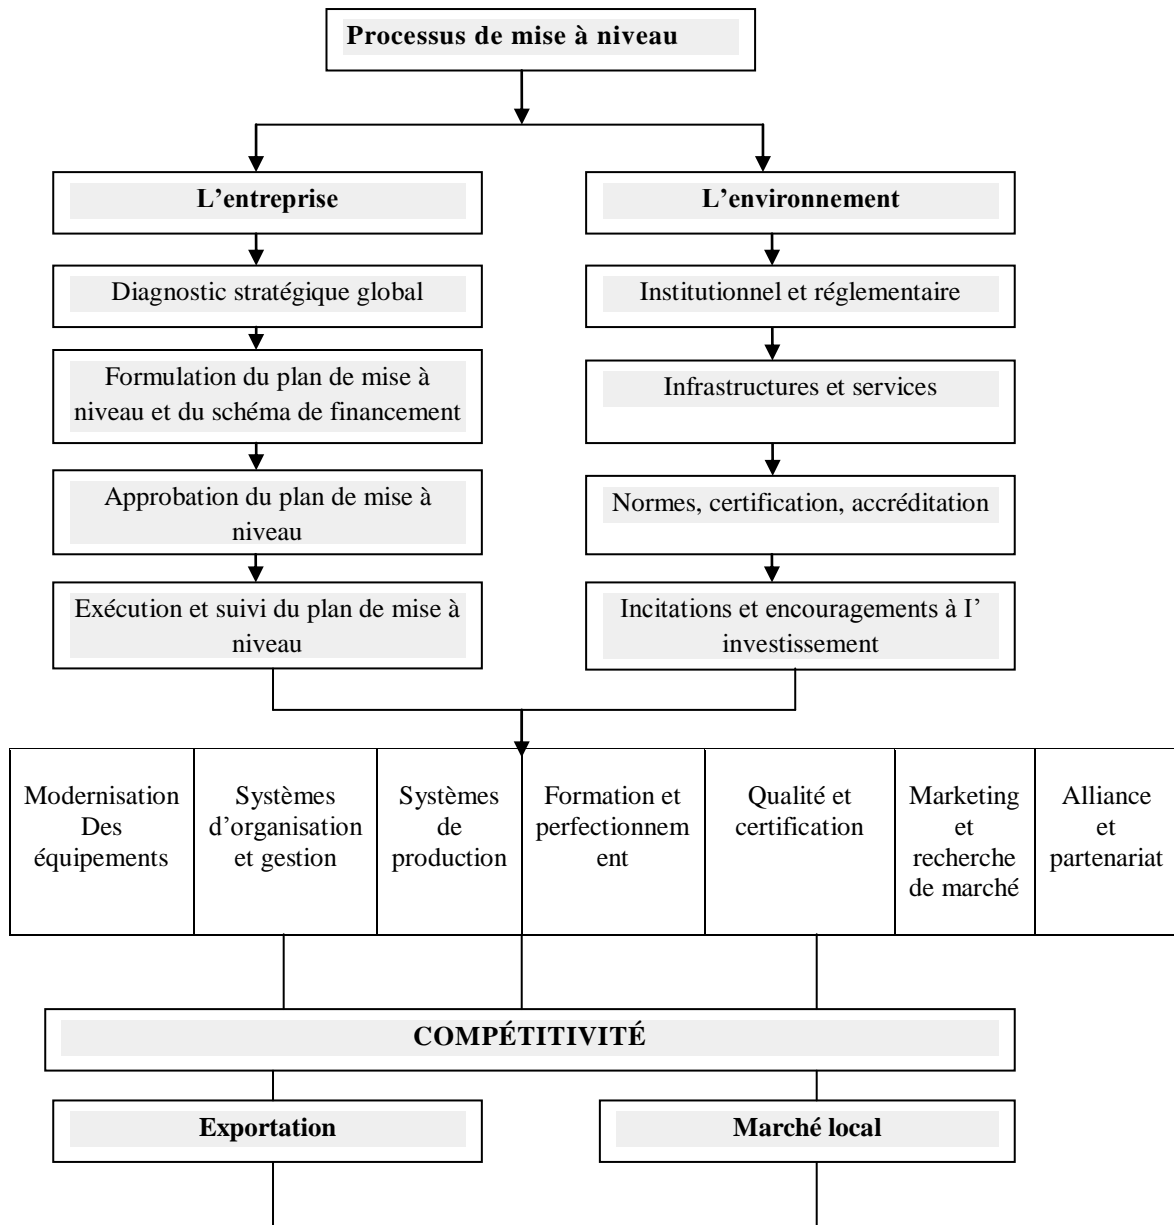 Processus de mise à niveau
L’entreprise
Diagnostic stratégique global
Formulation du plan de mise à
niveau et du schéma de financement
Approbation du plan de mise à
niveau
Exécution et suivi du plan de mise à
niveau
L’environnement
Institutionnel et réglementaire
Infrastructures et services
Normes, certification, accréditation
Incitations et encouragements à I’
investissement
Modernisation
Des
équipements
Systèmes
d’organisation
et gestion
Systèmes
de
production
Formation et
perfectionnem
ent
Qualité et
certification
Marketing
et
recherche
de marché
Alliance
et
partenariat
COMPÉTITIVITÉ
Exportation
Marché local